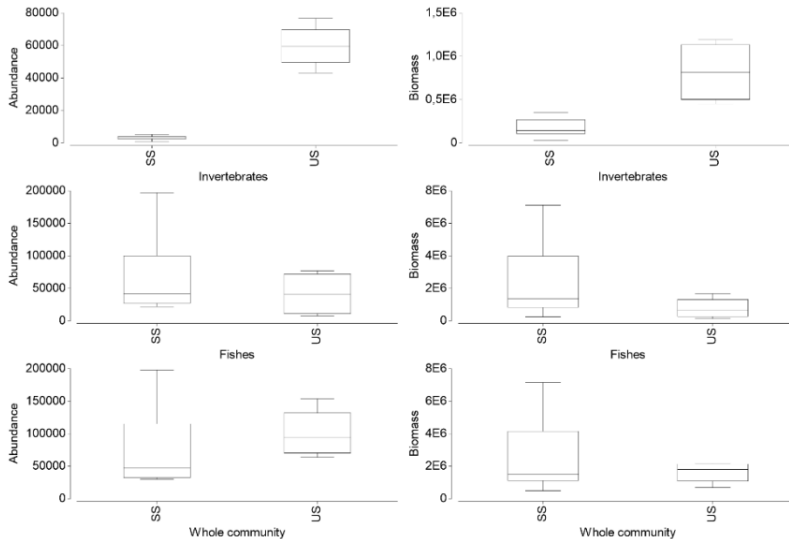 80000
60000
40000
20000
0
Abundance
SS
US
Invertebrates
1,5E6
1,0E6
0,5E6
0
Biomass
SS
US
Invertebrates
200000
150000
100000
50000
0
Abundance
SS
US
Fishes
8E6
6E6
4E6
2E6
0
Biomass
SS
US
Fishes
200000
150000
100000
50000
0
Abundance
SS
US
Whole community
8E6
6E6
4E6
2E6
0
Biomass
SS
US
Whole community